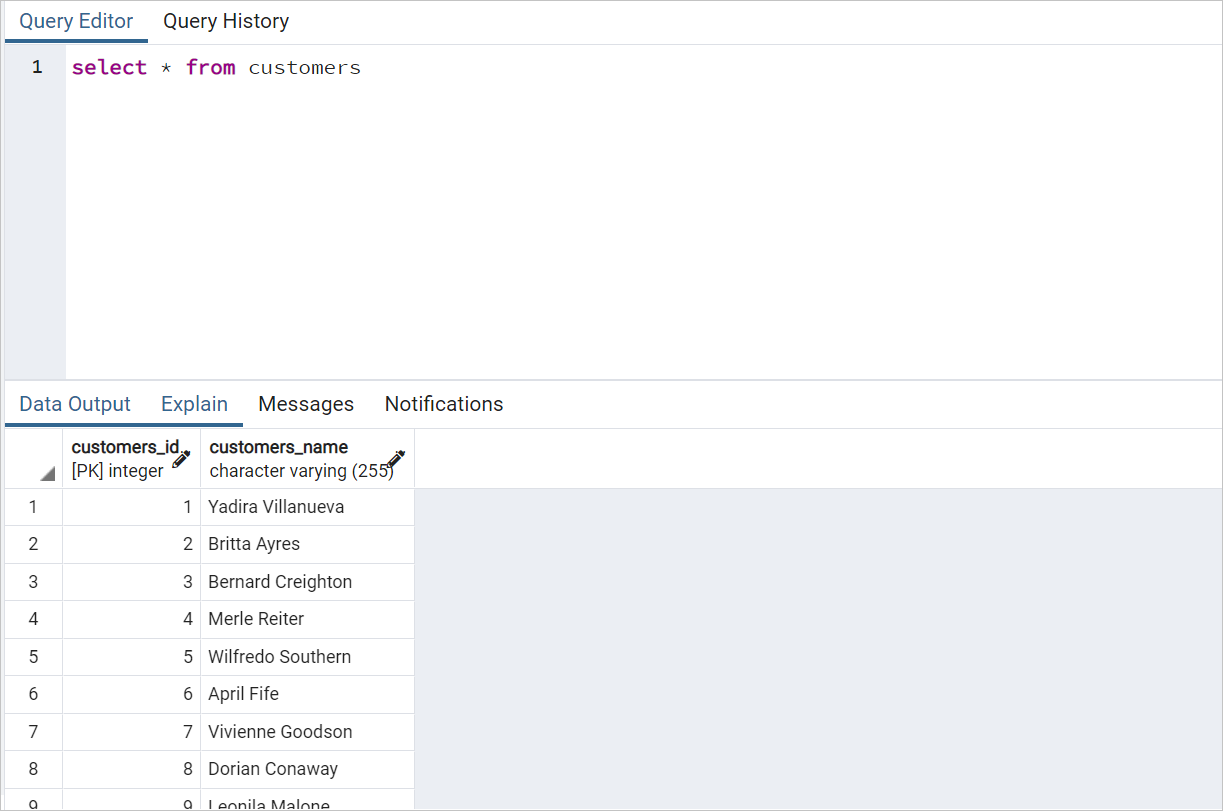 Query Editor Query History
1 select * from customers
Data Output Explain Messages Notifications
customers_id customers_name
[PK] integer character varying (255)
1 1 Yadira Villanueva
2 2 Britta Ayres
3 3 Bernard Creighton
4 4 Merle Reiter
5 5 Wilfredo Southern
6 6 April Fife
7 7 Vivienne Goodson
8 8 Dorian Conaway
9 9 Leonila Malone